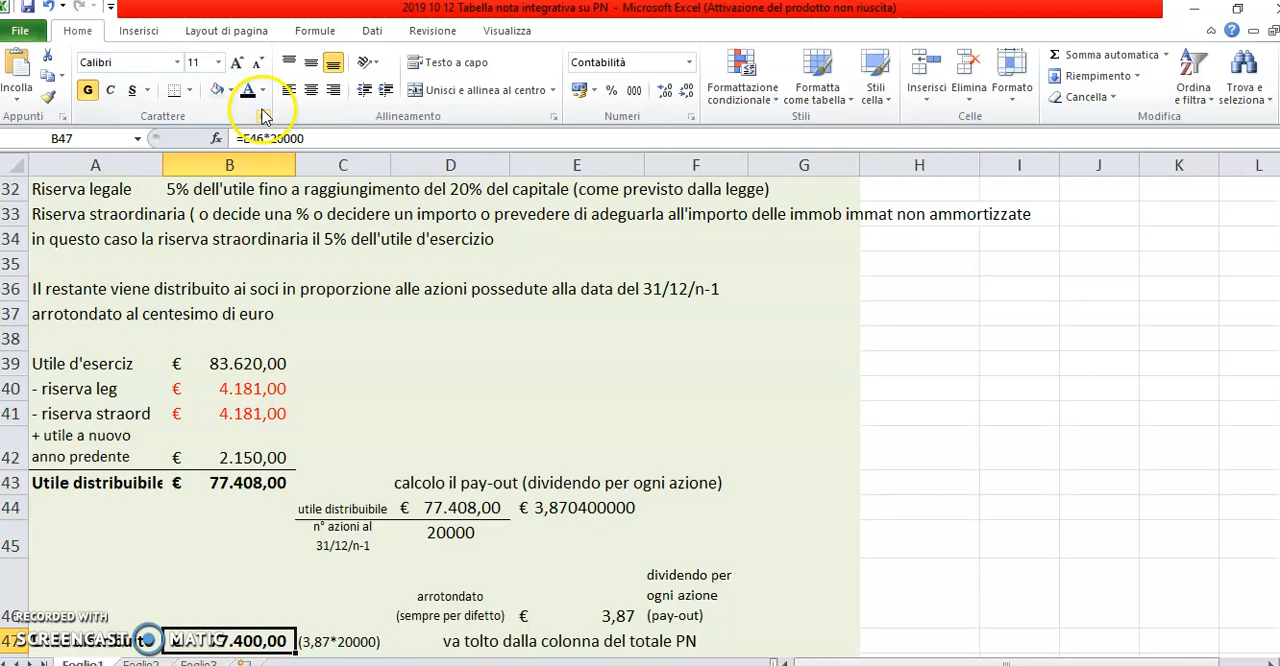 2019 10 12 Tabella nota integrativa su PN - Microsoft Excel (Attivazione del prodotto non riuscita)
File Home Inserisci Layout di pagina Formule Dati Revisione Visualizza
Calibri 11 Testo a capo Contabilità Somma automatica
Incolla G C S A Unisci e allinea al centro % 000 Formattazione condizionale Formatta come tabella Stili cella Inserisci Elimina Formato Riempimento Cancella Ordina e filtra Trova e seleziona
Appunti Carattere Allineamento Numeri Stili Celle Modifica
B47 fx =E46*20000
A B C D E F G H I J K L
32 Riserva legale 5% dell'utile fino a raggiungimento del 20% del capitale (come previsto dalla legge)
33 Riserva straordinaria ( o decide una % o decidere un importo o prevedere di adeguarla all'importo delle immob immat non ammortizzate
34 in questo caso la riserva straordinaria il 5% dell'utile d'esercizio
35
36 Il restante viene distribuito ai soci in proporzione alle azioni possedute alla data del 31/12/n-1
37 arrotondato al centesimo di euro
38
39 Utile d'eserciz € 83.620,00
40 - riserva leg € 4.181,00
41 - riserva straord € 4.181,00
+ utile a nuovo
42 anno predente € 2.150,00
43 Utile distribuibile € 77.408,00 calcolo il pay-out (dividendo per ogni azione)
44 utile distribuibile € 77.408,00 € 3,870400000
n° azioni al 20000
45 31/12/n-1
dividendo per
arrotondato ogni azione
46 (sempre per difetto) € 3,87 (pay-out)
RECORDED WITH
47 7.400,00 (3,87*20000) va tolto dalla colonna del totale PN
SCREENCAST MATIC
Foglio1 Foglio2 Foglio3